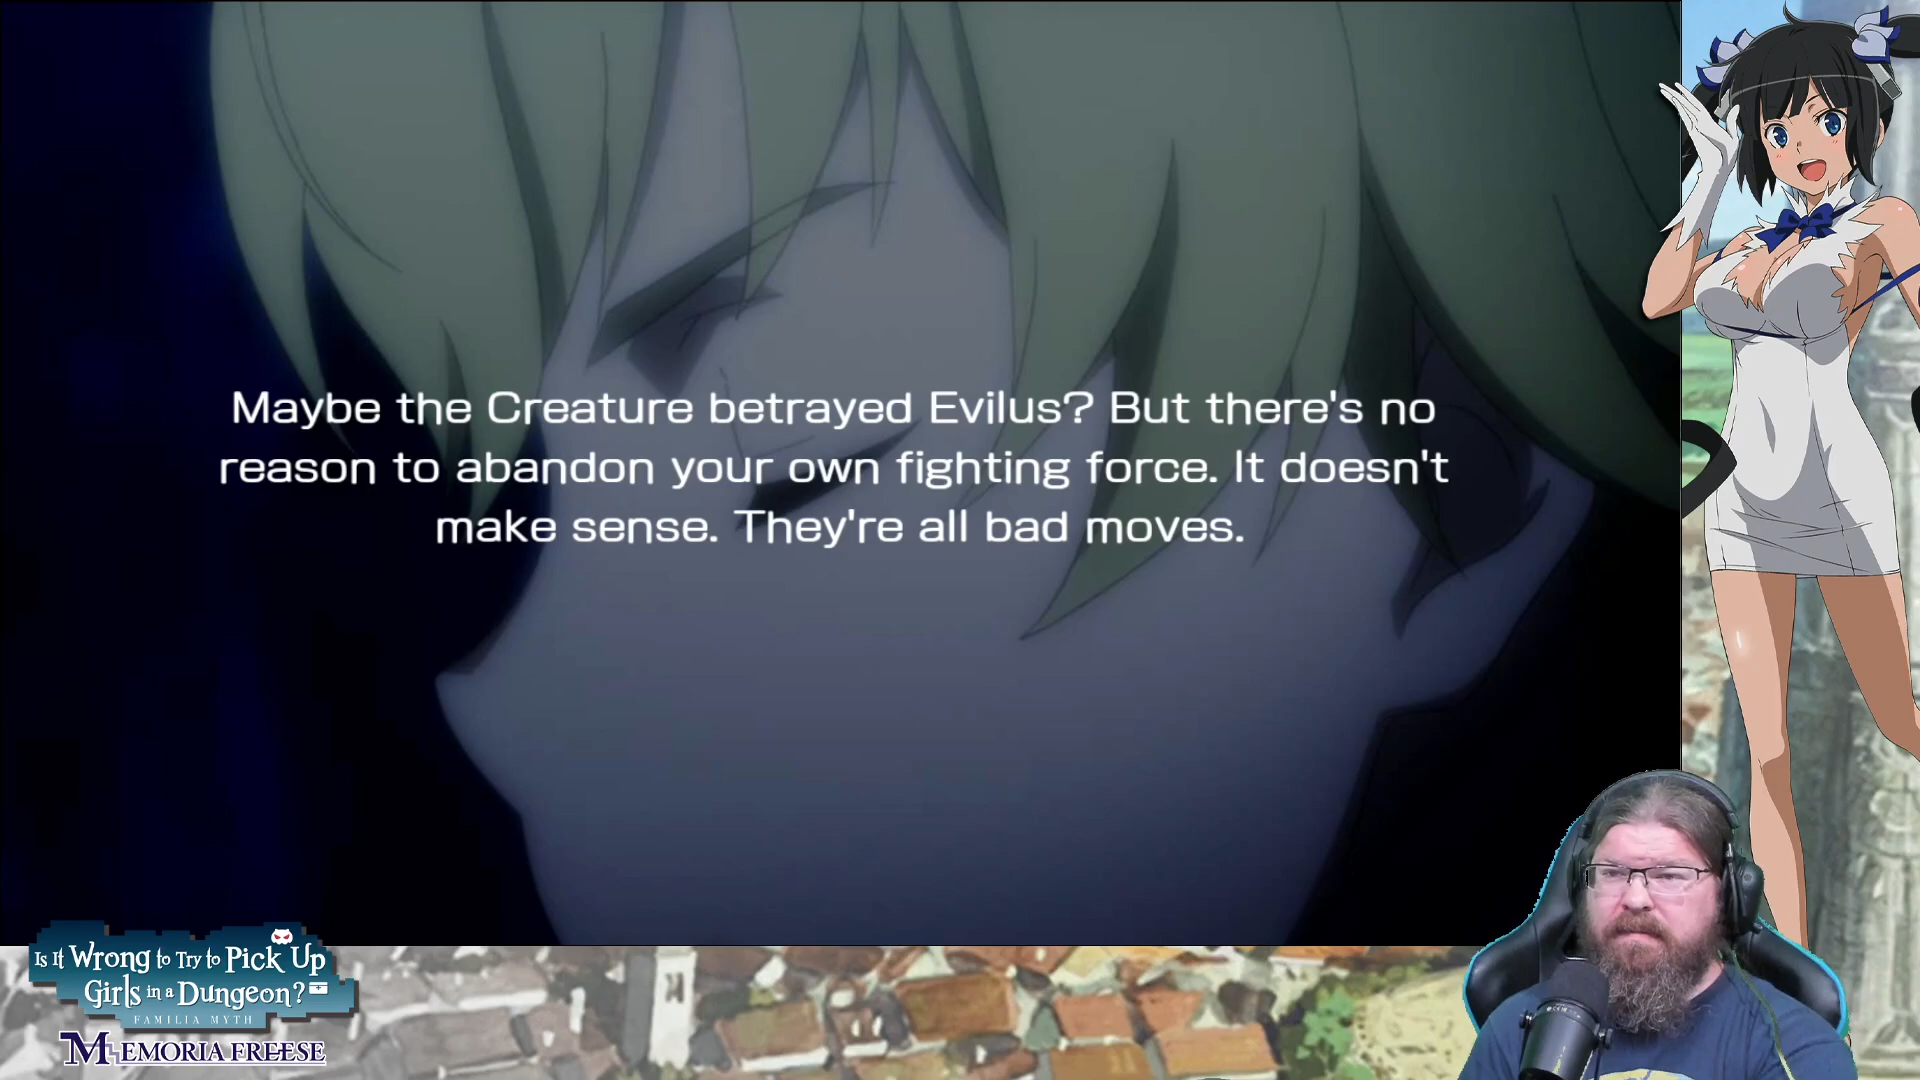 Maybe the Creature betrayed Evilus? But there's no
reason to abandon your own fighting force. It doesn't
make sense. They're all bad moves.
Is It Wrong to Try to Pick Up
Girls in a Dungeon?
FAMILIA MYTH
MEMORIA FREESE